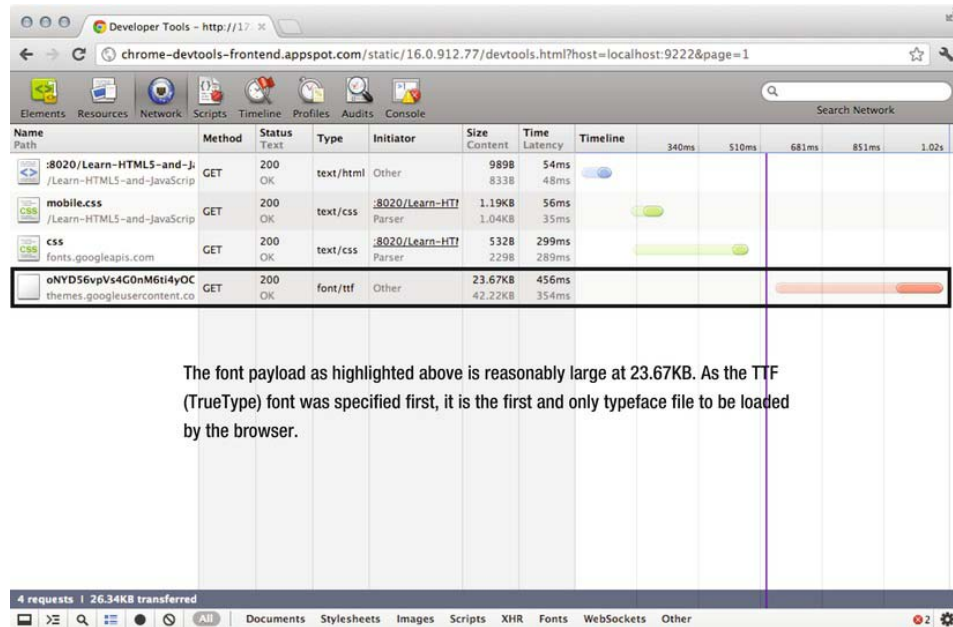 Developer Tools - http://17
chrome-devtools-frontend.appspot.com/static/16.0.912.77/devtools.html?host=localhost:9222&page=1
Elements Resources Network Scripts Timeline Profiles Audits Console Search Network
Name Method Status Type Initiator Size Time Timeline 340ms 510ms 681ms 851ms 1.02s
Path Text Content Latency
:8020/Learn-HTML5-and-Ja GET 200 text/html Other 989B 54ms
/Learn-HTML5-and-JavaScrip OK 833B 48ms
mobile.css GET 200 text/css :8020/Learn-HTM 1.19KB 56ms
/Learn-HTML5-and-JavaScrip OK Parser 1.04KB 35ms
css GET 200 text/css :8020/Learn-HTM 532B 299ms
fonts.googleapis.com OK Parser 229B 289ms
oNYD56vpVs4G0nM6ti4yOC GET 200 font/ttf Other 23.67KB 456ms
themes.googleusercontent.co OK 42.22KB 354ms
The font payload as highlighted above is reasonably large at 23.67KB. As the TTF
(TrueType) font was specified first, it is the first and only typeface file to be loaded
by the browser.
4 requests | 26.34KB transferred
All Documents Stylesheets Images Scripts XHR Fonts WebSockets Other 2